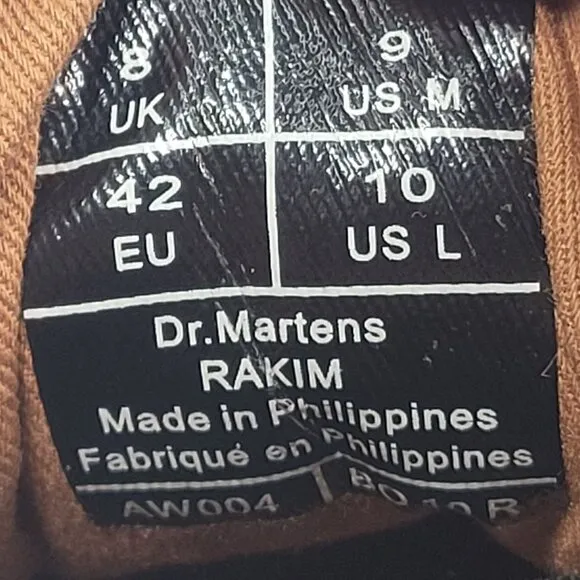 8 9
UK US M
42 10
EU US L
Dr.Martens
RAKIM
Made in Philippines
Fabriqué en Philippines
AW004